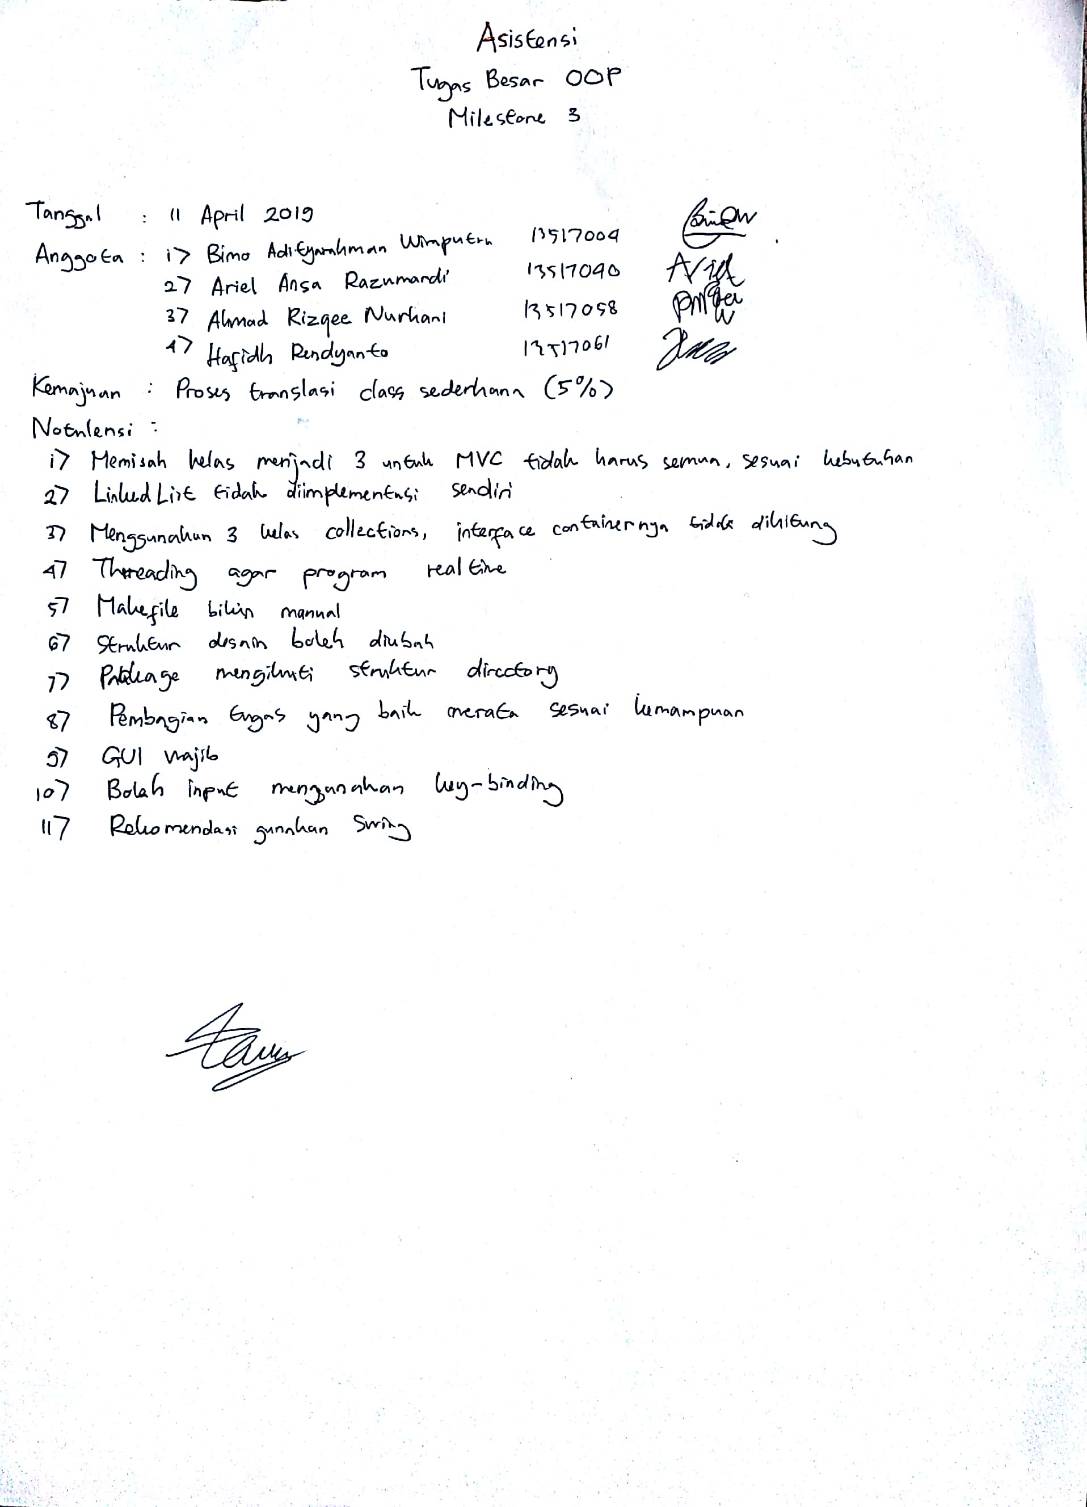 Asistensi
Tugas Besar OOP
Milestone 3
Tanggal : 11 April 2019
Anggota : 1> Bimo Adityarahman Wimputra 13517004
2> Ariel Ansa Razumardi 13517040
3> Ahmad Rizqee Nurhani 13517058
4> Hafidh Rendyanto 13517061
Kemajuan : Proses translasi class sederhana (5%)
Notulensi :
1> Memisah kelas menjadi 3 untuk MVC tidak harus semua, sesuai kebutuhan
2> Linked List tidak diimplementasi sendiri
3> Menggunakan 3 kelas collections, interface containernya tidak dihitung
4> Threading agar program real time
5> Makefile bikin manual
6> Struktur desain boleh diubah
7> Package mengikuti struktur directory
8> Pembagian tugas yang baik merata sesuai kemampuan
9> GUI wajib
10> Boleh input menggunakan key-binding
11> Rekomendasi gunakan Swing